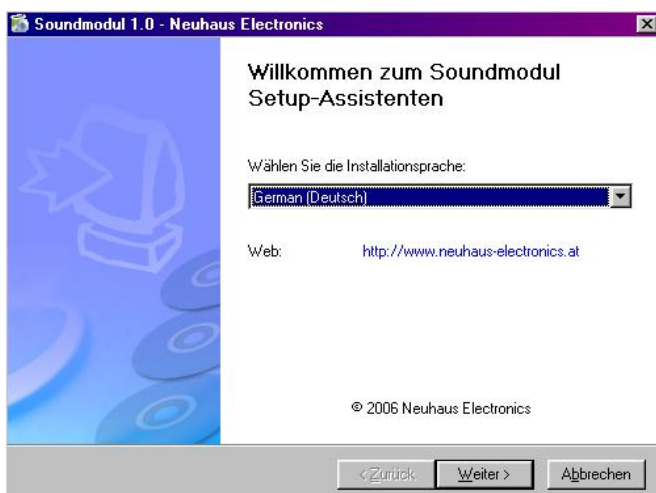 Soundmodul 1.0 - Neuhaus Electronics
Willkommen zum Soundmodul
Setup-Assistenten
Wählen Sie die Installationsprache:
German (Deutsch)
Web: http://www.neuhaus-electronics.at
© 2006 Neuhaus Electronics
< Zurück Weiter > Abbrechen